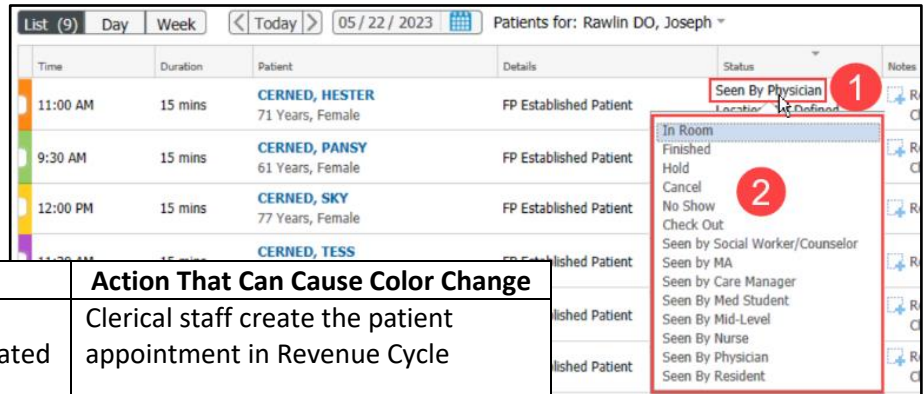 List (9) Day Week < Today > 05/22/2023 Patients for: Rawlin DO, Joseph
Time Duration Patient Details Status Notes
11:00 AM 15 mins CERNED, HESTER FP Established Patient Seen By Physician 1
71 Years, Female
In Room
9:30 AM 15 mins CERNED, PANSY FP Established Patient
61 Years, Female
Finished
Hold
Cancel
2
12:00 PM 15 mins CERNED, SKY FP Established Patient
77 Years, Female
No Show
Check Out
Seen by Social Worker/Counselor
CERNED, TESS
Seen by MA
Seen by Care Manager
Seen By Med Student
Seen By Mid-Level
Seen By Nurse
Seen By Physician
Seen By Resident
Action That Can Cause Color Change
Clerical staff create the patient
ated appointment in Revenue Cycle
lished Patient
lished Patient